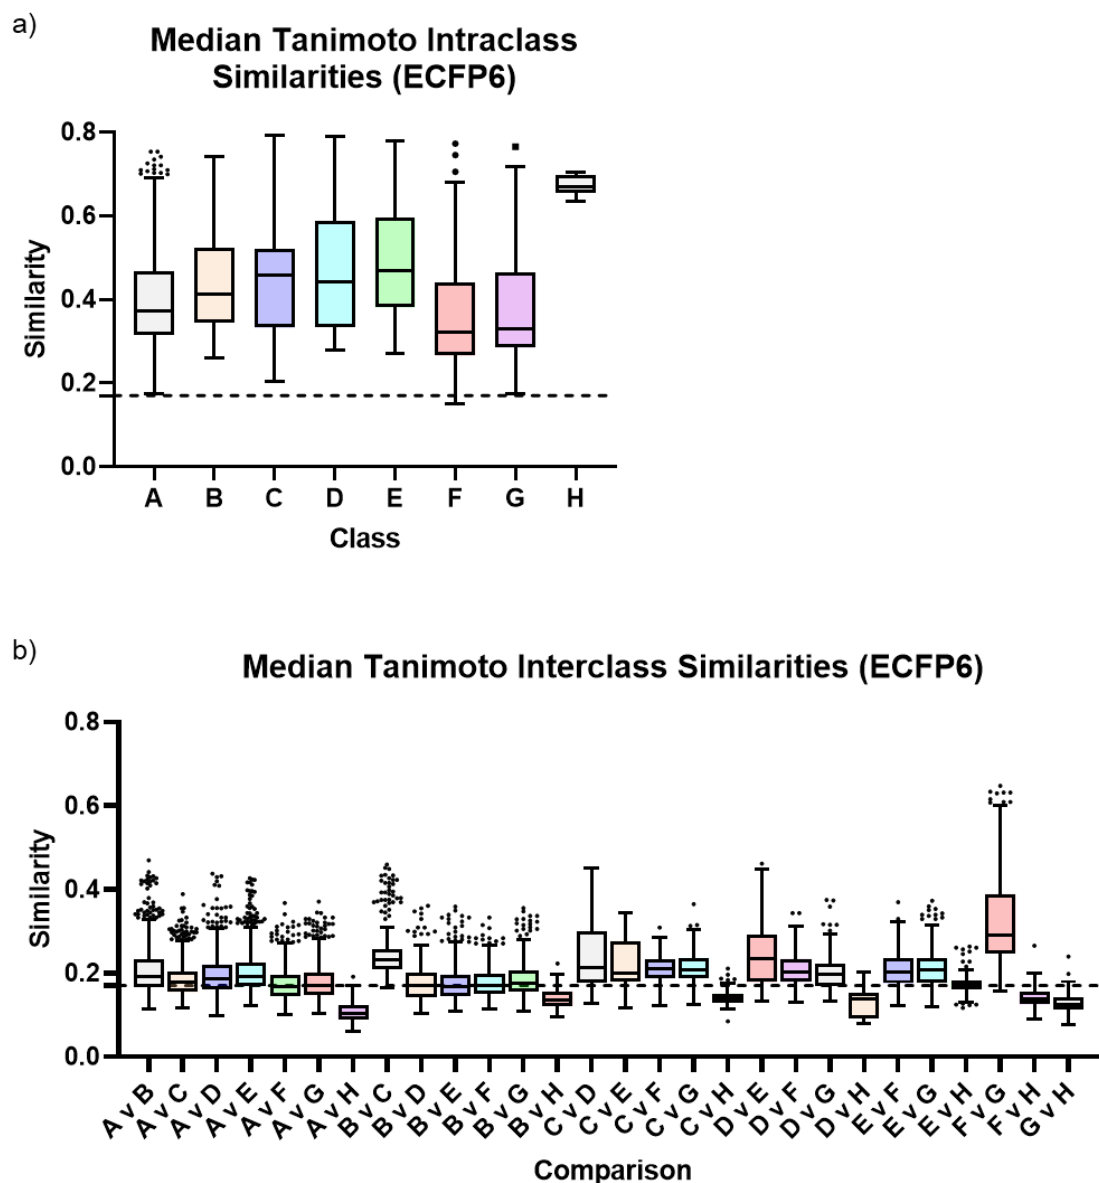 a)
Median Tanimoto Intraclass
Similarities (ECFP6)
Similarity
0.8
0.6
0.4
0.2
0.0
A B C D E F G H
Class
b)
Median Tanimoto Interclass Similarities (ECFP6)
Similarity
0.8
0.6
0.4
0.2
0.0
A v B
A v C
A v D
A v E
A v F
A v G
A v H
B v C
B v D
B v E
B v F
B v G
B v H
C v D
C v E
C v F
C v G
C v H
D v E
D v F
D v G
D v H
E v F
E v G
E v H
F v G
F v H
G v H
Comparison